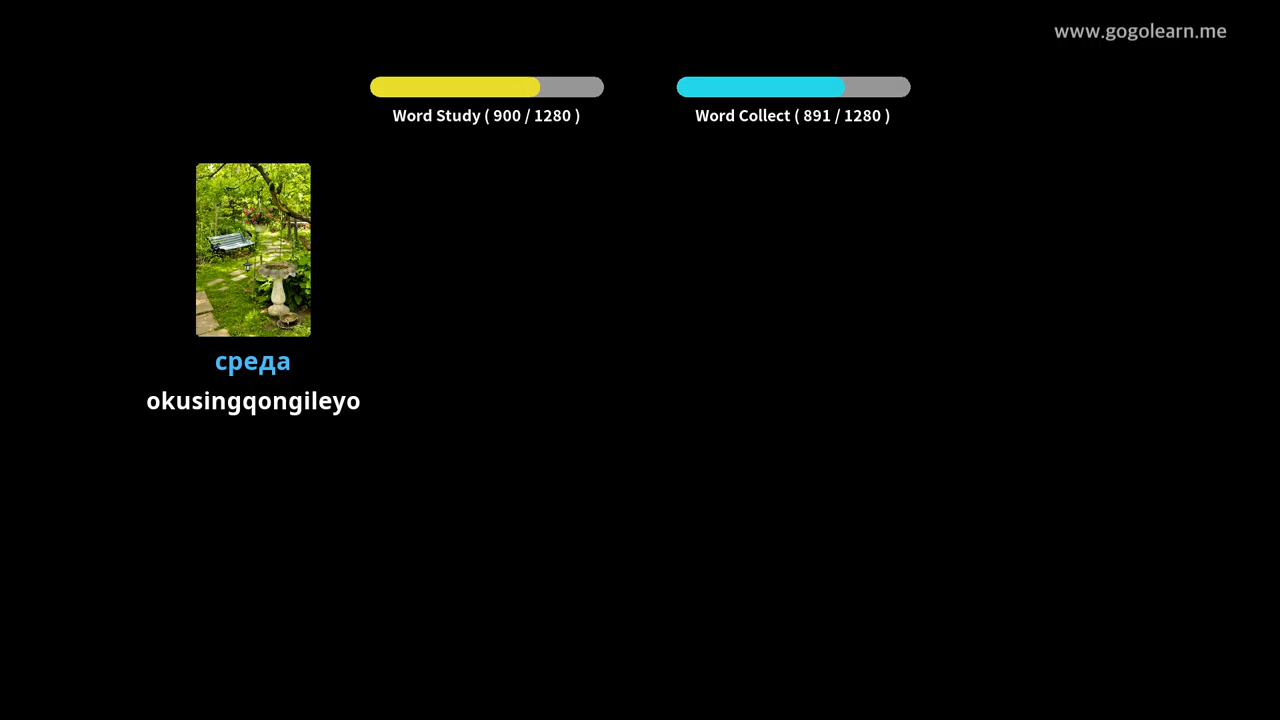 www.gogolearn.me
Word Study ( 900 / 1280 )
Word Collect ( 891 / 1280 )
среда
okusingqongileyo